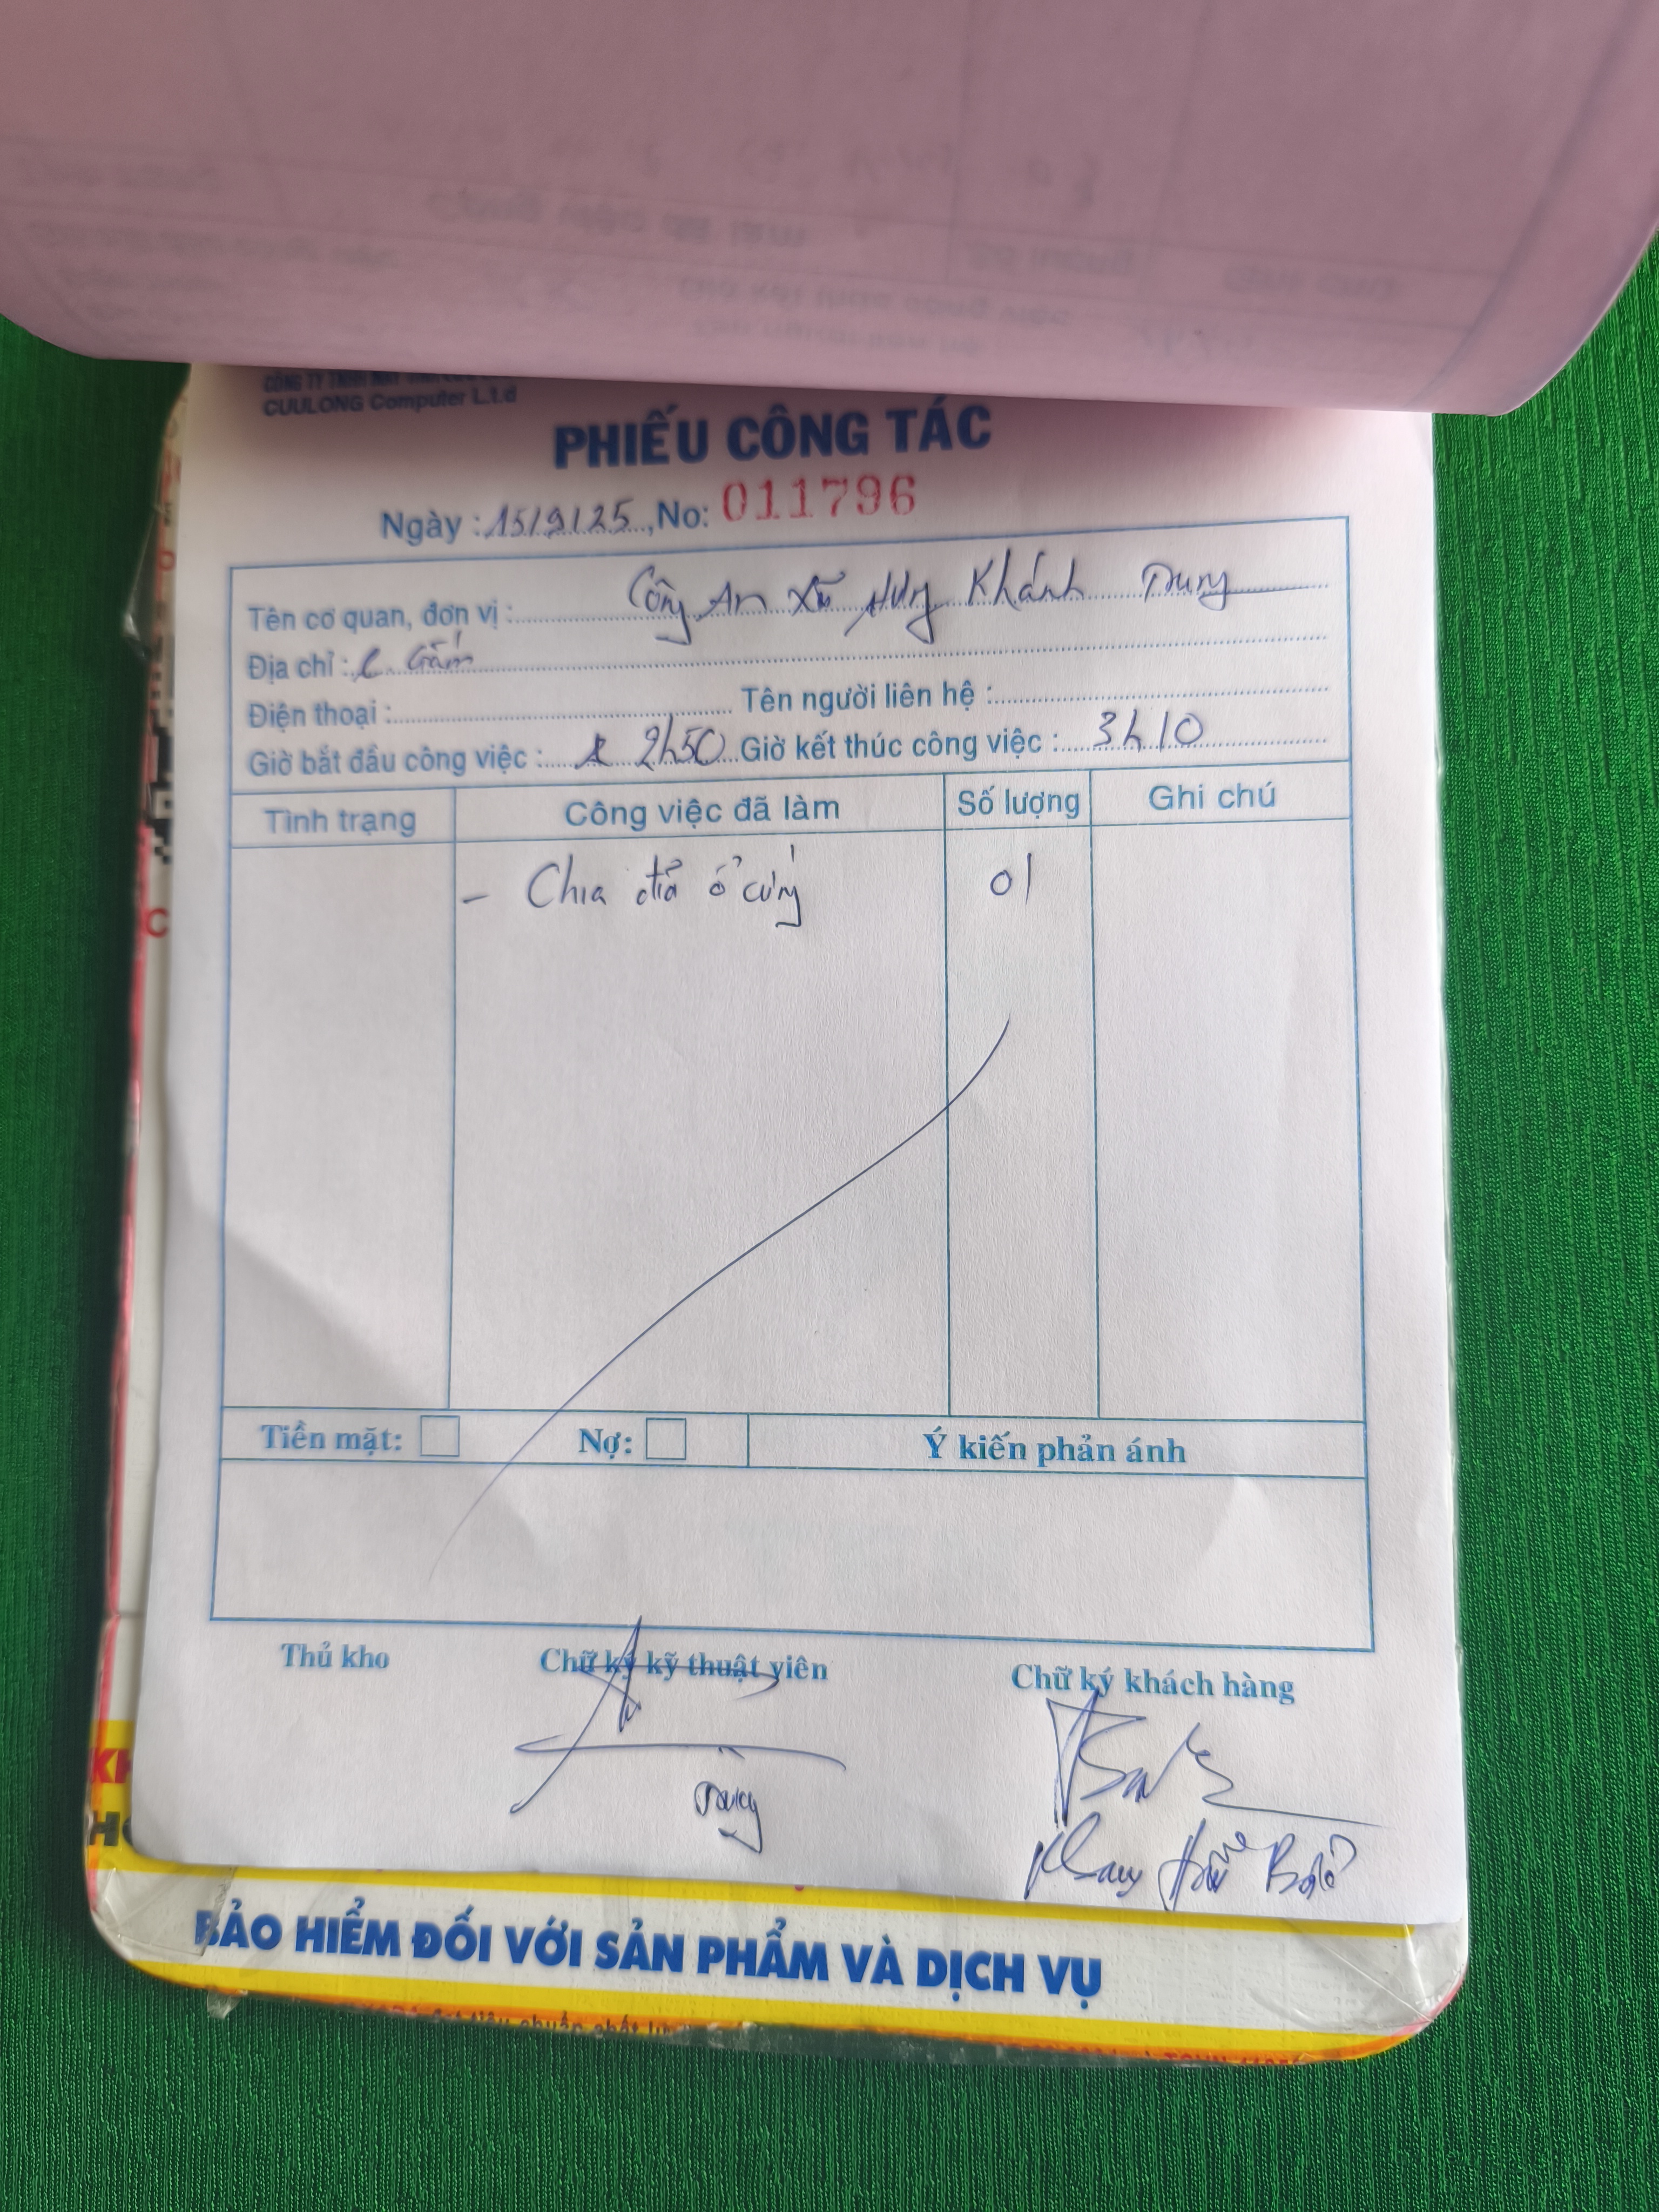 CUULONG Computer L.t.d
PHIẾU CÔNG TÁC
Ngày : 15/9/25, No: 011796
Tên cơ quan, đơn vị : Công An Xã Hưng Khánh Trung
Địa chỉ :
Điện thoại : Tên người liên hệ :
Giờ bắt đầu công việc : 2h50 Giờ kết thúc công việc : 3h10
Tình trạng Công việc đã làm Số lượng Ghi chú
- Chia đĩa ổ cứng 01
Tiền mặt: Nợ: Ý kiến phản ánh
Thủ kho Chữ ký kỹ thuật viên Chữ ký khách hàng
BẢO HIỂM ĐỐI VỚI SẢN PHẨM VÀ DỊCH VỤ